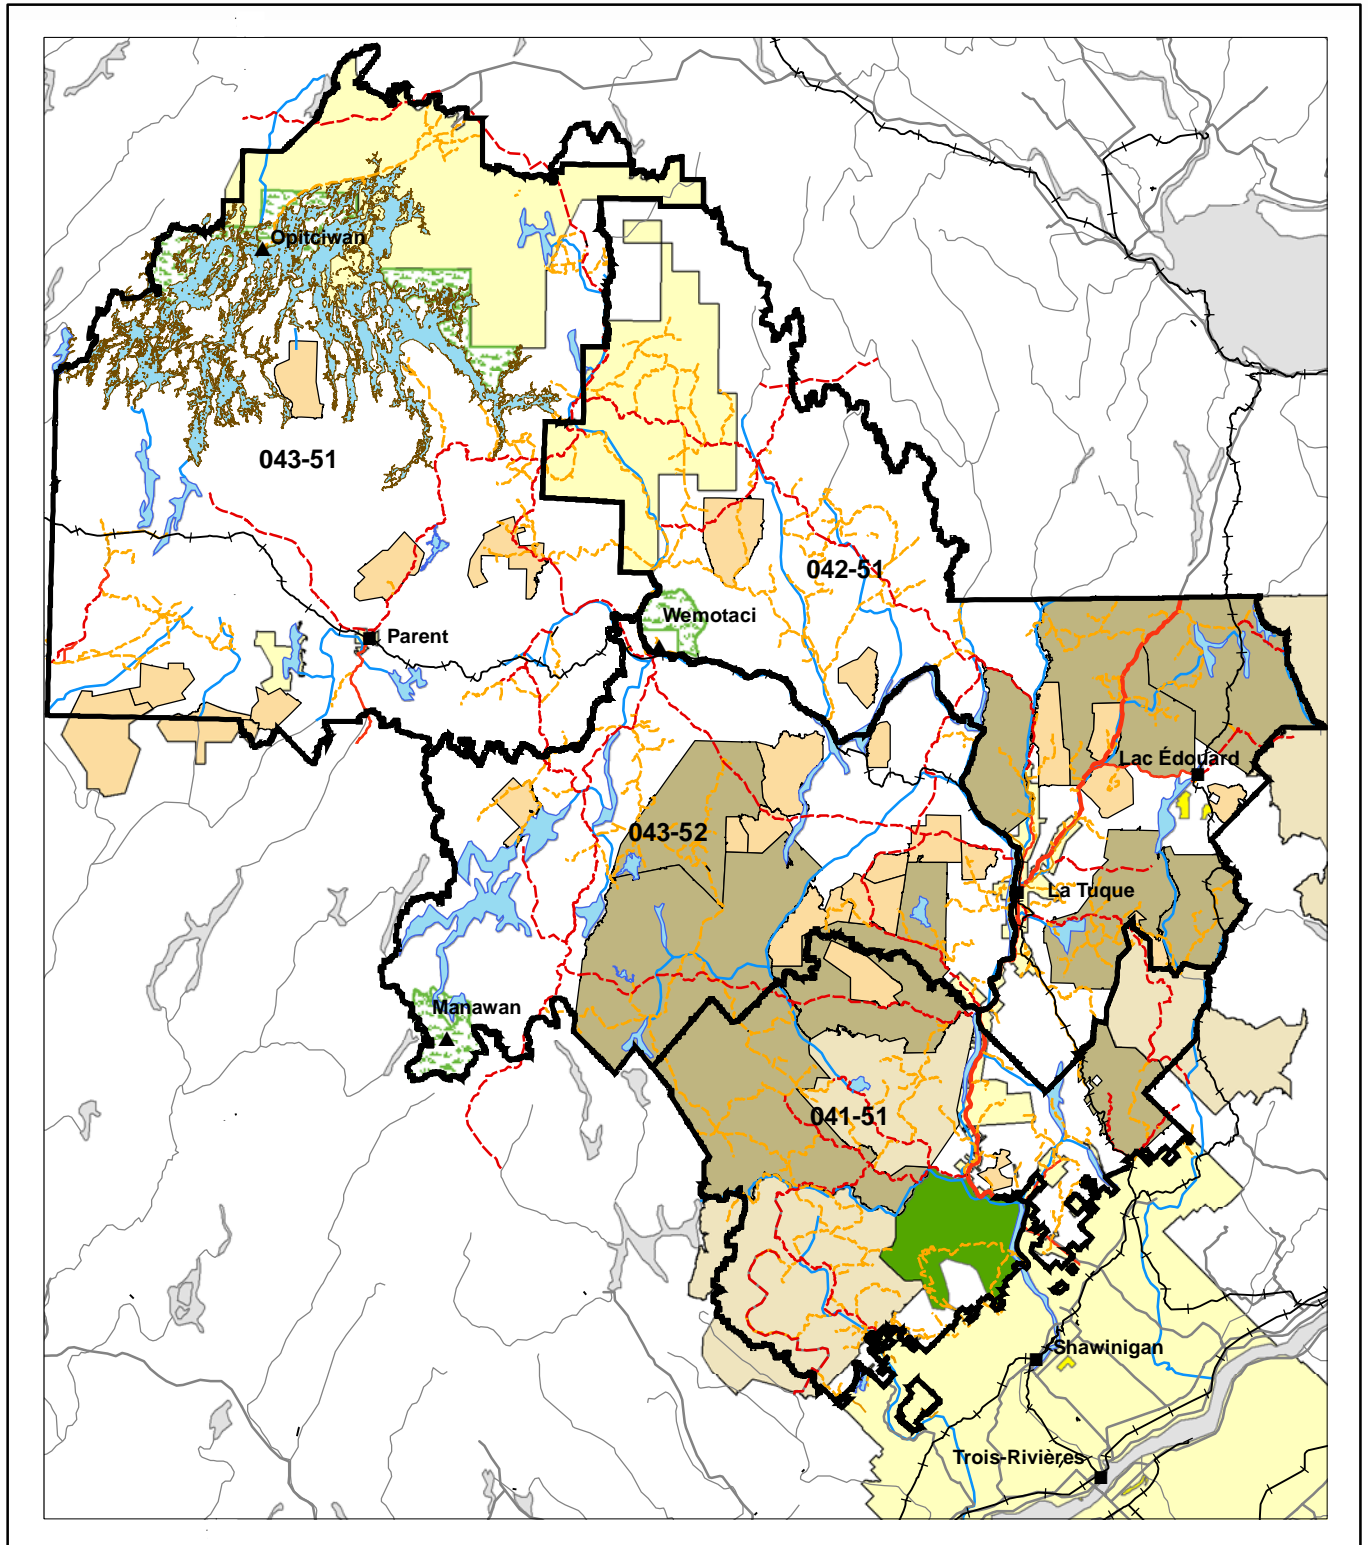 Opitciwan
043-51
042-51
Wemotaci
Parent
Lac Édouard
043-52
La Tuque
Manawan
041-51
Shawinigan
Trois-Rivières